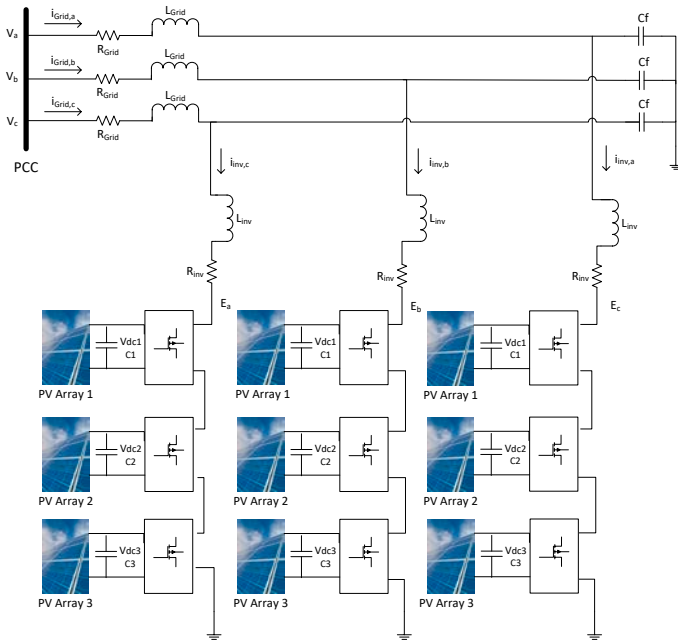 iGrid,a
LGrid
Va
RGrid
Cf
iGrid,b
LGrid
Vb
RGrid
Cf
iGrid,c
LGrid
Vc
RGrid
Cf
PCC
iinv,c
iinv,b
iinv,a
Linv
Linv
Linv
Rinv
Rinv
Rinv
Ea
Eb
Ec
Vdc1
C1
Vdc1
C1
Vdc1
C1
PV Array 1
PV Array 1
PV Array 1
Vdc2
C2
Vdc2
C2
Vdc2
C2
PV Array 2
PV Array 2
PV Array 2
Vdc3
C3
Vdc3
C3
Vdc3
C3
PV Array 3
PV Array 3
PV Array 3